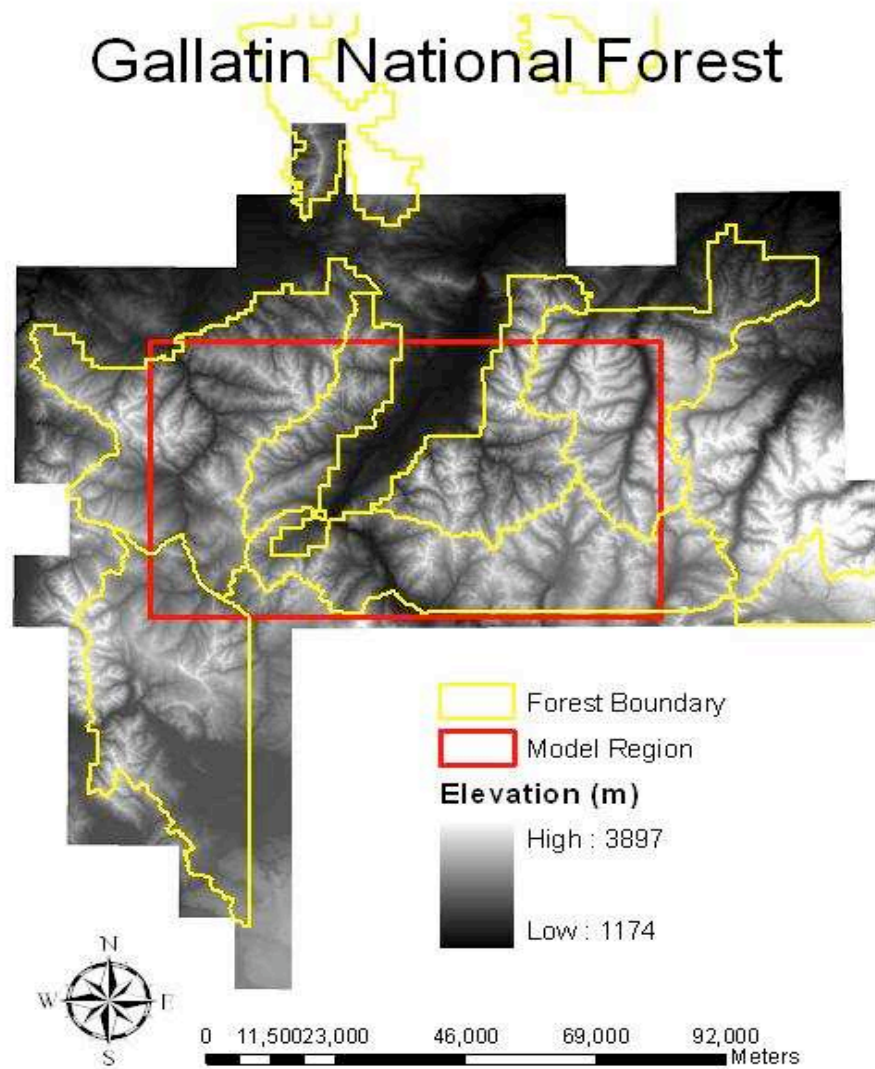 Gallatin National Forest
Forest Boundary
Model Region
Elevation (m)
High : 3897
Low : 1174
N
W E
S
0 11,50023,000 46,000 69,000 92,000
Meters